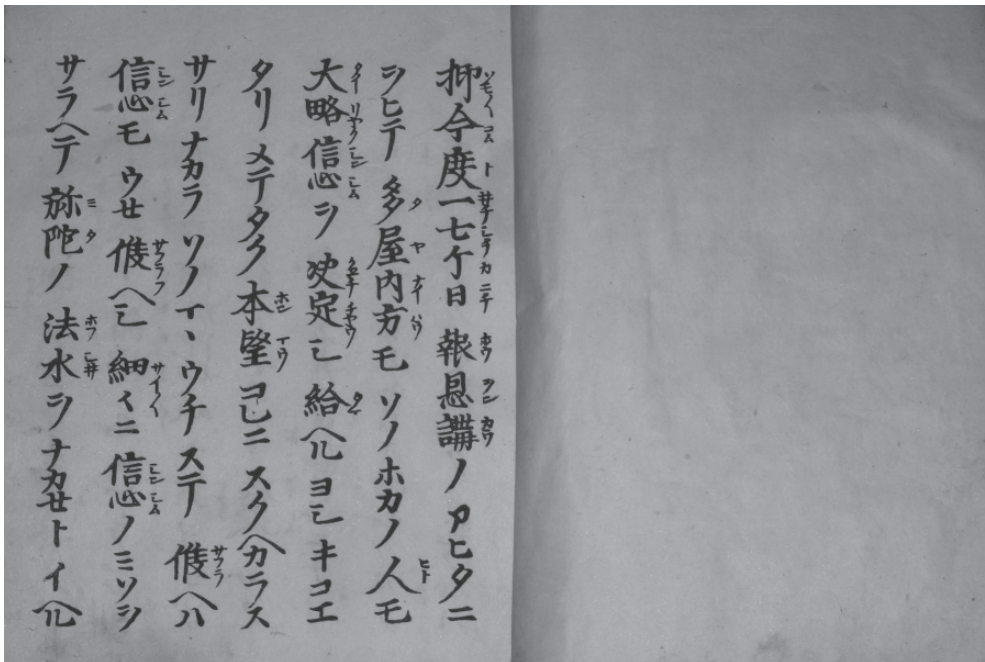 抑今度一七ケ日 報恩講ノ アヒタニ
ヲヒテ 多屋内方モ ソノホカノ 人モ
大略信心ヲ 決定シ 給ヘル ヨシ キコエ
タリ メテタク 本望 コレニ スクヘカラス
サリ ナカラ ソノマヽ ウチ ステ 候ヘハ
信心モ ウセ 候ヘシ 細々ニ 信心ノ ミソヲ
サラヘテ 弥陀ノ 法水ヲ ナカセト イヘル